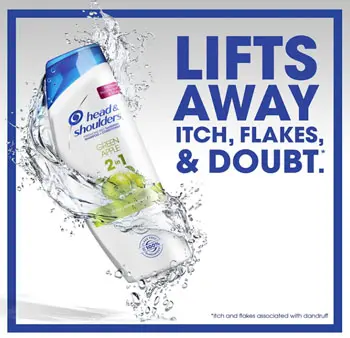 LIFTS
AWAY
ITCH, FLAKES,
& DOUBT.*
head &
shoulders
GREEN
APPLE
2in1
*itch and flakes associated with dandruff